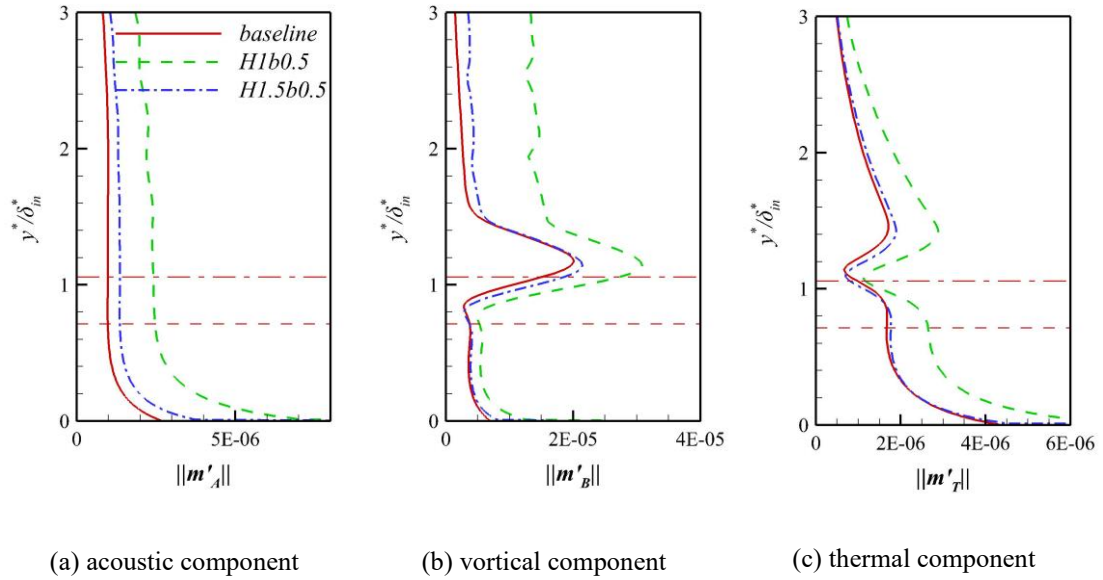 3
2
1
0
y*/δ*in
baseline
H1b0.5
H1.5b0.5
0
5E-06
||m'A||
3
2
1
0
y*/δ*in
0
2E-05
4E-05
||m'B||
3
2
1
0
y*/δ*in
0
2E-06
4E-06
6E-06
||m'T||
(a) acoustic component
(b) vortical component
(c) thermal component